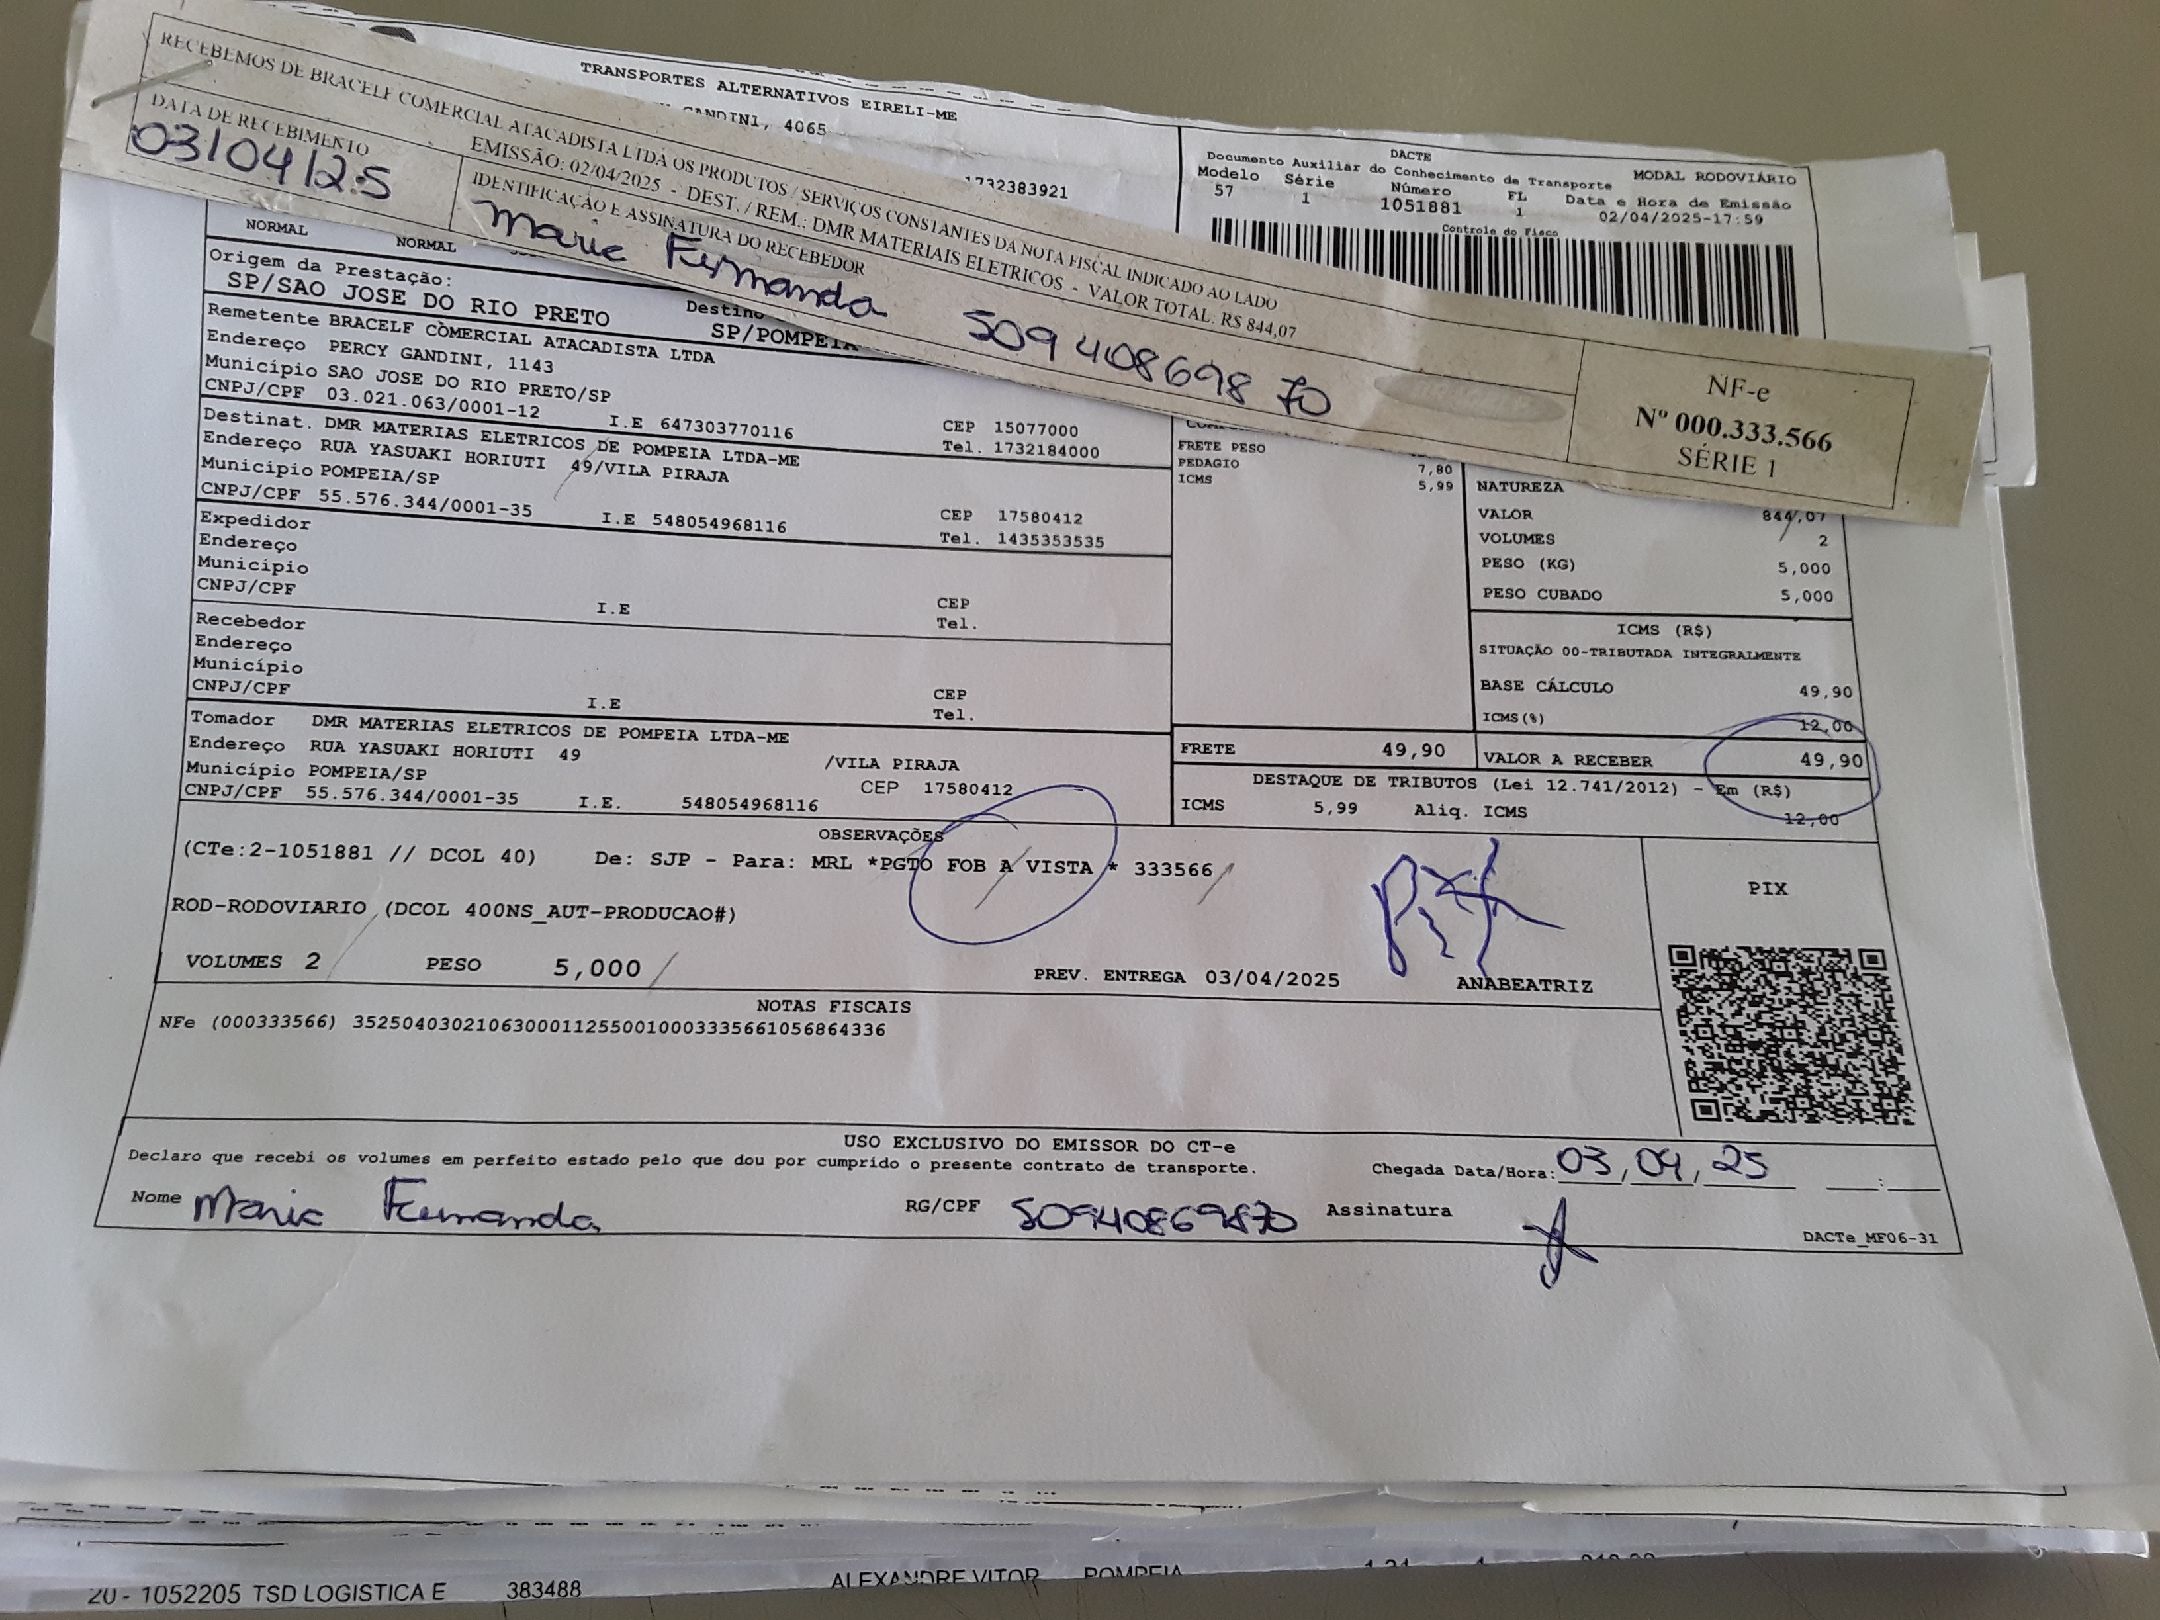 TRANSPORTES ALTERNATIVOS EIRELI-ME
GANDINI, 4065
1732383921
RECEBEMOS DE BRACELF COMERCIAL ATACADISTA LTDA OS PRODUTOS / SERVIÇOS CONSTANTES DA NOTA FISCAL INDICADO AO LADO
EMISSÃO: 02/04/2025 - DEST. / REM.: DMR MATERIAIS ELETRICOS - VALOR TOTAL. R$ 844,07
DATA DE RECEBIMENTO
03/04/25
IDENTIFICAÇÃO E ASSINATURA DO RECEBEDOR
Maria Fernanda 509 408698 70
NF-e
Nº 000.333.566
SÉRIE 1
DACTE
Documento Auxiliar do Conhecimento de Transporte MODAL RODOVIÁRIO
Modelo Série Número FL Data e Hora de Emissão
57 1 1051881 1 02/04/2025-17:59
Controle do Fisco
NORMAL NORMAL
Origem da Prestação:
SP/SAO JOSE DO RIO PRETO
Destino
SP/POMPEIA
Remetente BRACELF COMERCIAL ATACADISTA LTDA
Endereço PERCY GANDINI, 1143
Município SAO JOSE DO RIO PRETO/SP
CEP 15077000
CNPJ/CPF 03.021.063/0001-12 I.E 647303770116 Tel. 1732184000
Destinat. DMR MATERIAS ELETRICOS DE POMPEIA LTDA-ME
Endereço RUA YASUAKI HORIUTI 49/VILA PIRAJA
Município POMPEIA/SP CEP 17580412
CNPJ/CPF 55.576.344/0001-35 I.E 548054968116 Tel. 1435353535
Expedidor
Endereço
Município CEP
CNPJ/CPF I.E Tel.
Recebedor
Endereço
Município CEP
CNPJ/CPF I.E Tel.
Tomador DMR MATERIAS ELETRICOS DE POMPEIA LTDA-ME
Endereço RUA YASUAKI HORIUTI 49 /VILA PIRAJA
Município POMPEIA/SP CEP 17580412
CNPJ/CPF 55.576.344/0001-35 I.E. 548054968116
FRETE PESO
PEDAGIO 7,80
ICMS 5,99
NATUREZA
VALOR 844,07
VOLUMES 2
PESO (KG) 5,000
PESO CUBADO 5,000
ICMS (R$)
SITUAÇÃO 00-TRIBUTADA INTEGRALMENTE
BASE CÁLCULO 49,90
ICMS(%) 12,00
FRETE 49,90 VALOR A RECEBER 49,90
DESTAQUE DE TRIBUTOS (Lei 12.741/2012) - Em (R$)
ICMS 5,99 Aliq. ICMS 12,00
OBSERVAÇÕES
(CTe:2-1051881 // DCOL 40) De: SJP - Para: MRL *PGTO FOB A VISTA * 333566
ROD-RODOVIARIO (DCOL 400NS_AUT-PRODUCAO#)
VOLUMES 2 PESO 5,000 PREV. ENTREGA 03/04/2025 ANABEATRIZ
Pix
PIX
NOTAS FISCAIS
NFe (000333566) 35250403021063000112550010003335661056864336
USO EXCLUSIVO DO EMISSOR DO CT-e
Declaro que recebi os volumes em perfeito estado pelo que dou por cumprido o presente contrato de transporte.
Chegada Data/Hora: 03, 04, 25 :
Nome Maria Fernanda RG/CPF 50940869870 Assinatura
DACTe_MF06-31
20 - 1052205 TSD LOGISTICA E 383488 ALEXANDRE VITOR POMPEIA